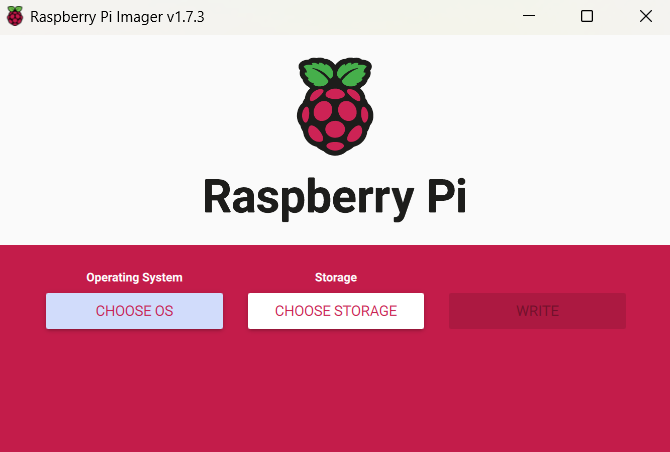 Raspberry Pi Imager v1.7.3
Raspberry Pi
Operating System
Storage
CHOOSE OS
CHOOSE STORAGE
WRITE